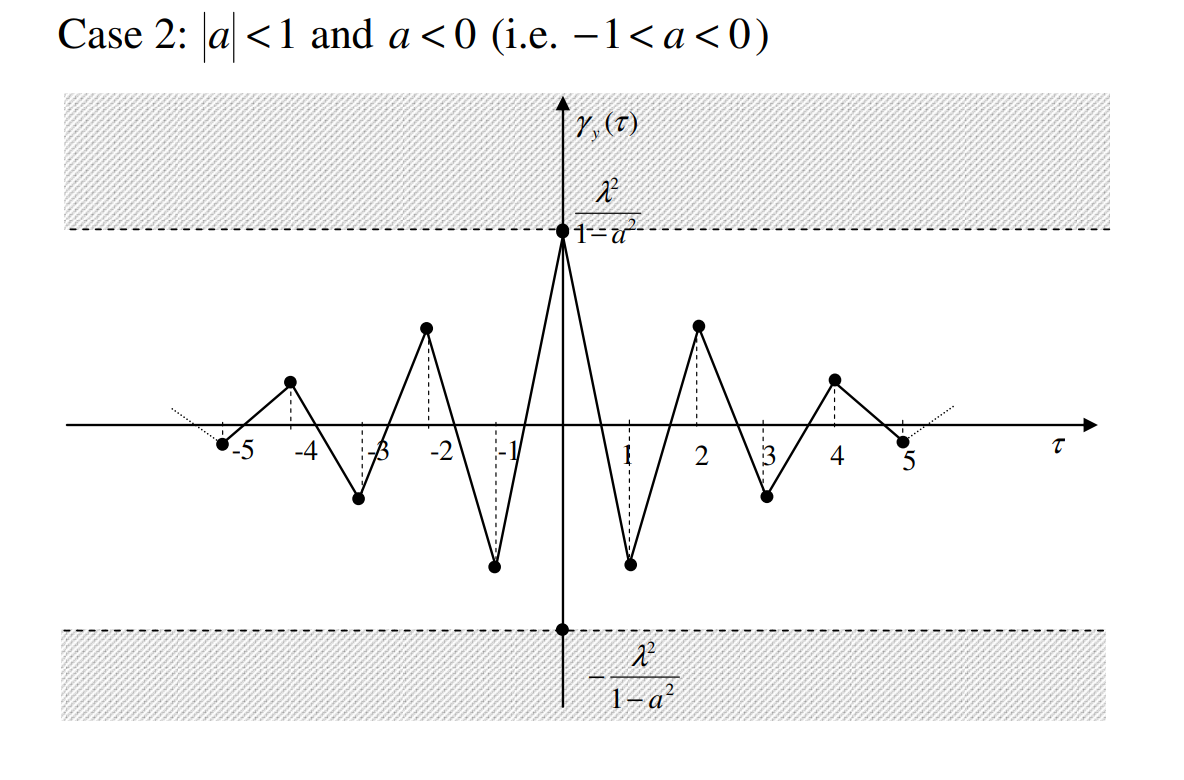 Case 2: |a| < 1 and a < 0 (i.e. −1 < a < 0)
γ_y(τ)
λ²
1−a²
-5 -4 -3 -2 -1 1 2 3 4 5 τ
− λ²
1−a²